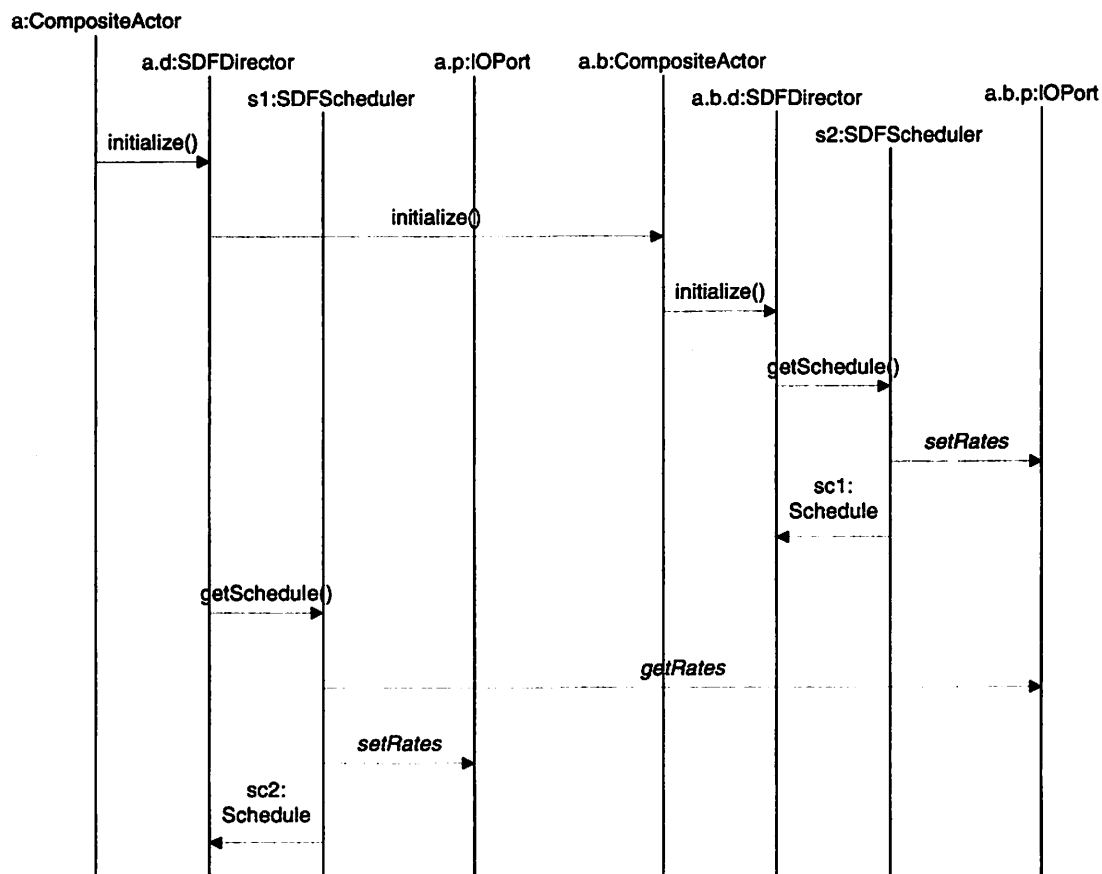 a:CompositeActor
a.d:SDFDirector
a.p:IOPort
a.b:CompositeActor
s1:SDFScheduler
a.b.d:SDFDirector
a.b.p:IOPort
s2:SDFScheduler
initialize()
initialize()
initialize()
getSchedule()
setRates
sc1:
Schedule
getSchedule()
getRates
setRates
sc2:
Schedule